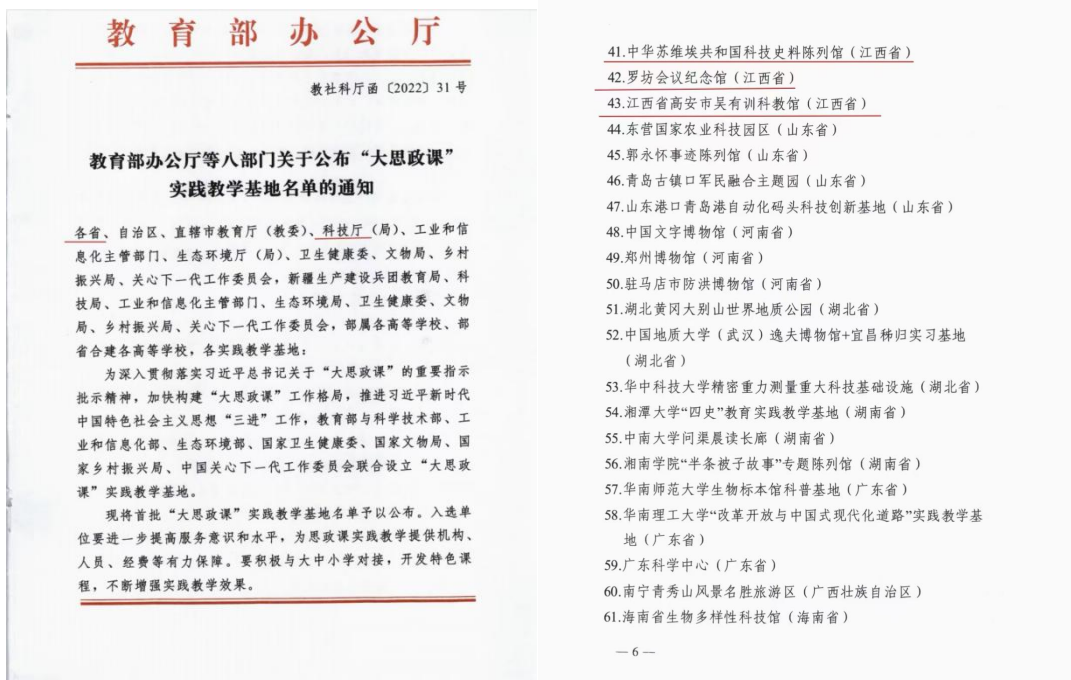 教育部办公厅
教社科厅函〔2022〕31号
教育部办公厅等八部门关于公布“大思政课”
实践教学基地名单的通知
各省、自治区、直辖市教育厅（教委）、科技厅（局）、工业和信
息化主管部门、生态环境厅（局）、卫生健康委、文物局、乡村
振兴局、关心下一代工作委员会，新疆生产建设兵团教育局、科
技局、工业和信息化主管部门、生态环境局、卫生健康委、文物
局、乡村振兴局、关心下一代工作委员会，部属各高等学校、部
省合建各高等学校，各实践教学基地：
为深入贯彻落实习近平总书记关于“大思政课”的重要指示
批示精神，加快构建“大思政课”工作格局，推进习近平新时代
中国特色社会主义思想“三进”工作，教育部与科学技术部、工
业和信息化部、生态环境部、国家卫生健康委、国家文物局、国
家乡村振兴局、中国关心下一代工作委员会联合设立“大思政
课”实践教学基地。
现将首批“大思政课”实践教学基地名单予以公布。入选单
位要进一步提高服务意识和水平，为思政课实践教学提供机构、
人员、经费等有力保障。要积极与大中小学对接，开发特色课
程，不断增强实践教学效果。
41.中华苏维埃共和国科技史料陈列馆（江西省）
42.罗坊会议纪念馆（江西省）
43.江西省高安市吴有训科教馆（江西省）
44.东营国家农业科技园区（山东省）
45.郭永怀事迹陈列馆（山东省）
46.青岛古镇口军民融合主题园（山东省）
47.山东港口青岛港自动化码头科技创新基地（山东省）
48.中国文字博物馆（河南省）
49.郑州博物馆（河南省）
50.驻马店市防洪博物馆（河南省）
51.湖北黄冈大别山世界地质公园（湖北省）
52.中国地质大学（武汉）逸夫博物馆+宜昌秭归实习基地
（湖北省）
53.华中科技大学精密重力测量重大科技基础设施（湖北省）
54.湘潭大学“四史”教育实践教学基地（湖南省）
55.中南大学问渠晨读长廊（湖南省）
56.湘南学院“半条被子故事”专题陈列馆（湖南省）
57.华南师范大学生物标本馆科普基地（广东省）
58.华南理工大学“改革开放与中国式现代化道路”实践教学基
地（广东省）
59.广东科学中心（广东省）
60.南宁青秀山风景名胜旅游区（广西壮族自治区）
61.海南省生物多样性科技馆（海南省）
—6—